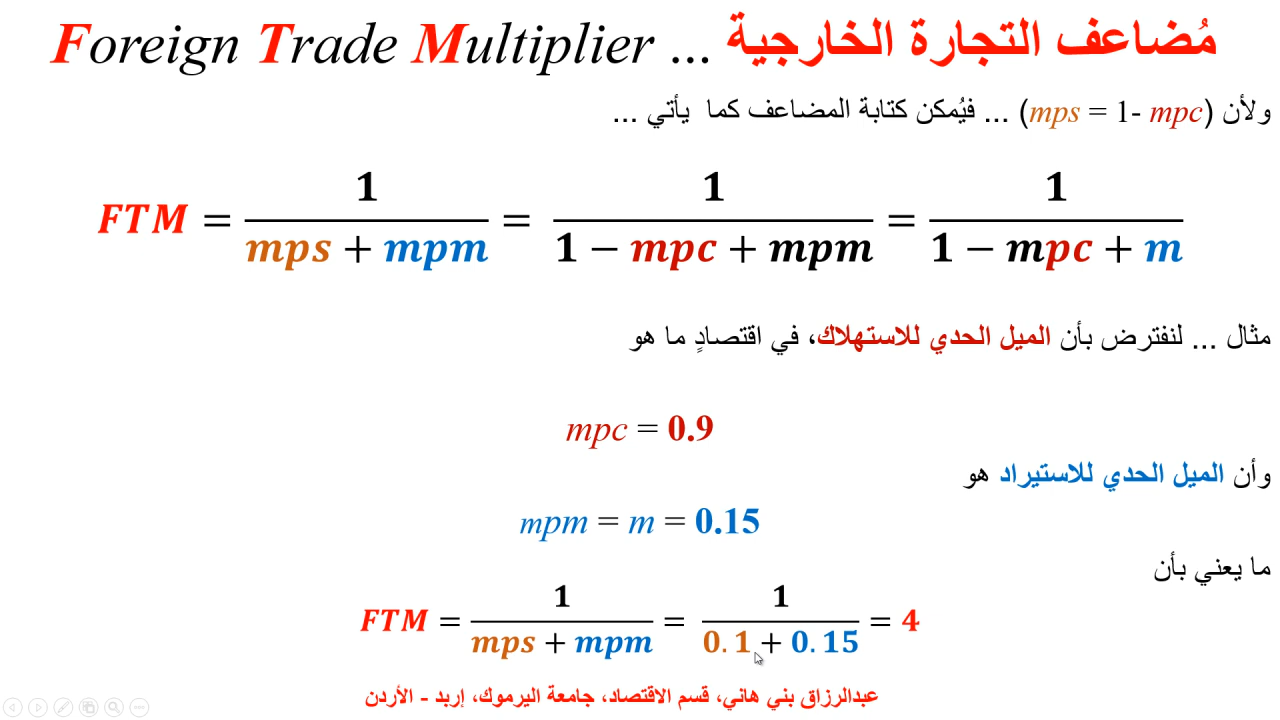 مُضاعف التجارة الخارجية ... Foreign Trade Multiplier
ولأن (mps = 1- mpc) ... فيُمكن كتابة المضاعف كما يأتي ...
FTM = 1 / (mps + mpm) = 1 / (1 − mpc + mpm) = 1 / (1 − mpc + m)
مثال ... لنفترض بأن الميل الحدي للاستهلاك، في اقتصادٍ ما هو
mpc = 0.9
وأن الميل الحدي للاستيراد هو
mpm = m = 0.15
ما يعني بأن
FTM = 1 / (mps + mpm) = 1 / (0.1 + 0.15) = 4
عبدالرزاق بني هاني، قسم الاقتصاد، جامعة اليرموك، إربد - الأردن